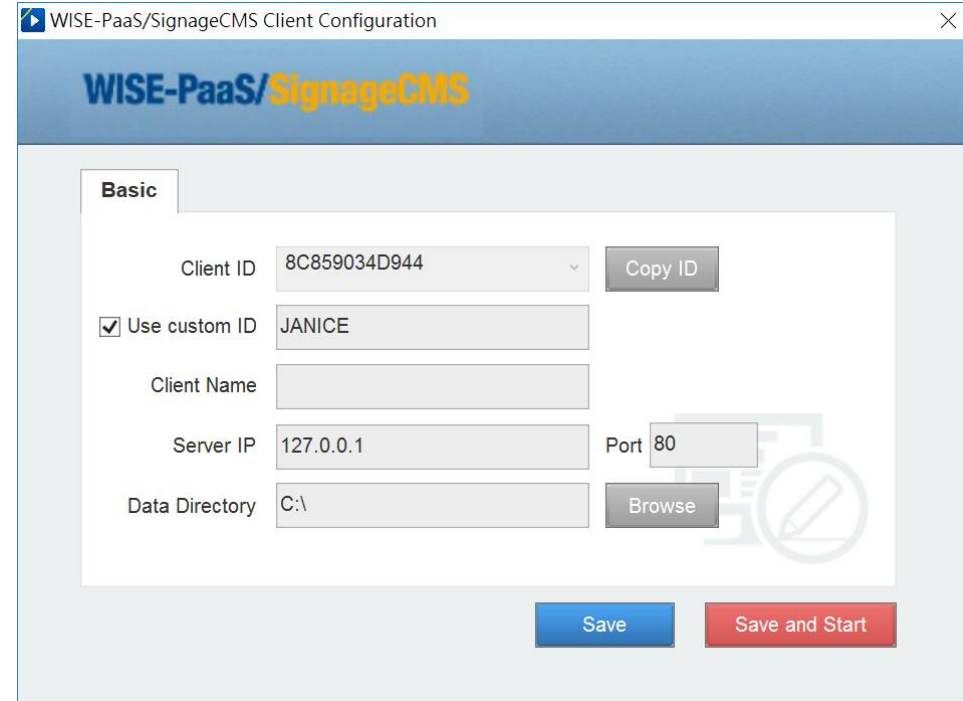 WISE-PaaS/SignageCMS Client Configuration
WISE-PaaS/SignageCMS
Basic
Client ID 8C859034D944 Copy ID
Use custom ID JANICE
Client Name
Server IP 127.0.0.1 Port 80
Data Directory C:\ Browse
Save Save and Start